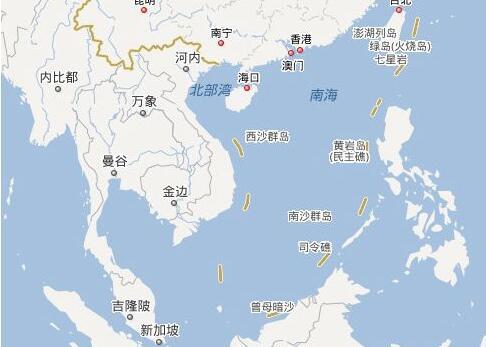 昆明
台北
澎湖列岛
绿岛(火烧岛)
七星岩
南宁
香港
澳门
河内
内比都
海口
北部湾
南海
万象
西沙群岛
黄岩岛
(民主礁)
曼谷
金边
南沙群岛
司令礁
吉隆陂
曾母暗沙
新加坡